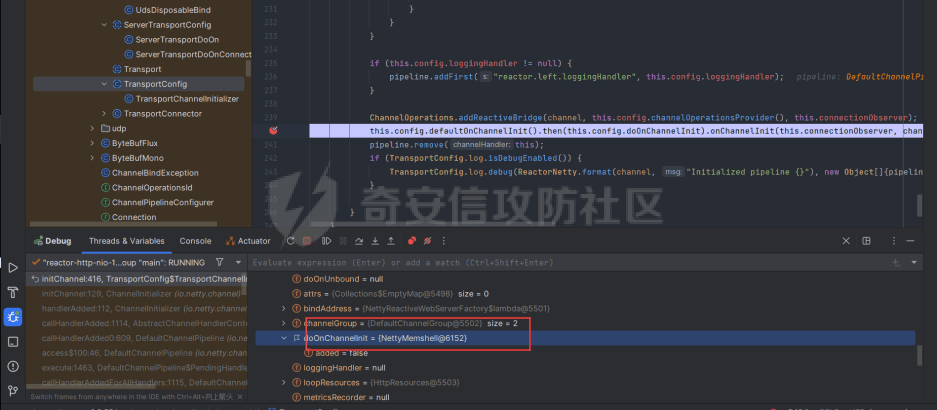 UdsDisposableBind
ServerTransportConfig
ServerTransportDoOn
ServerTransportDoOnConnect
Transport
TransportConfig
TransportChannelInitializer
TransportConnector
udp
ByteBufFlux
ByteBufMono
ChannelBindException
ChannelOperationsId
ChannelPipelineConfigurer
Connection
231 }
232 }
233 }
234
235 if (this.config.loggingHandler != null) {
236 pipeline.addFirst( s: "reactor.left.loggingHandler", this.config.loggingHandler); pipeline: DefaultChannelPi
237 }
238
239 ChannelOperations.addReactiveBridge(channel, this.config.channelOperationsProvider(), this.connectionObserver);
this.config.defaultOnChannelInit().then(this.config.doOnChannelInit).onChannelInit(this.connectionObserver, chan
241 pipeline.remove( channelHandler: this);
242 if (TransportConfig.log.isDebugEnabled()) {
243 TransportConfig.log.debug(ReactorNetty.format(channel, msg: "Initialized pipeline {}"), new Object[]{pipelin
}
}
奇安信攻防社区
Debug Threads & Variables Console Actuator
"reactor-http-nio-1...oup "main": RUNNING
Evaluate expression (Enter) or add a watch (Ctrl+Shift+Enter)
initChannel:416, TransportConfig$TransportChannelIn
initChannel:129, ChannelInitializer (io.netty.channel)
handlerAdded:112, ChannelInitializer (io.netty.channel)
callHandlerAdded:1114, AbstractChannelHandlerConte
callHandlerAdded0:609, DefaultChannelPipeline (io.ne
access$100:46, DefaultChannelPipeline (io.netty.chan
execute:1463, DefaultChannelPipeline$PendingHandle
callHandlerAddedForAllHandlers:1115, DefaultChannelF
Switch frames from anywhere in the IDE with Ctrl+Alt+向上箭头
doOnUnbound = null
attrs = {Collections$EmptyMap@5498} size = 0
bindAddress = {NettyReactiveWebServerFactory$lambda@5501}
channelGroup = {DefaultChannelGroup@5502} size = 2
doOnChannelInit = {NettyMemshell@6152}
added = false
loggingHandler = null
loopResources = {HttpResources@5503}
metricsRecorder = null